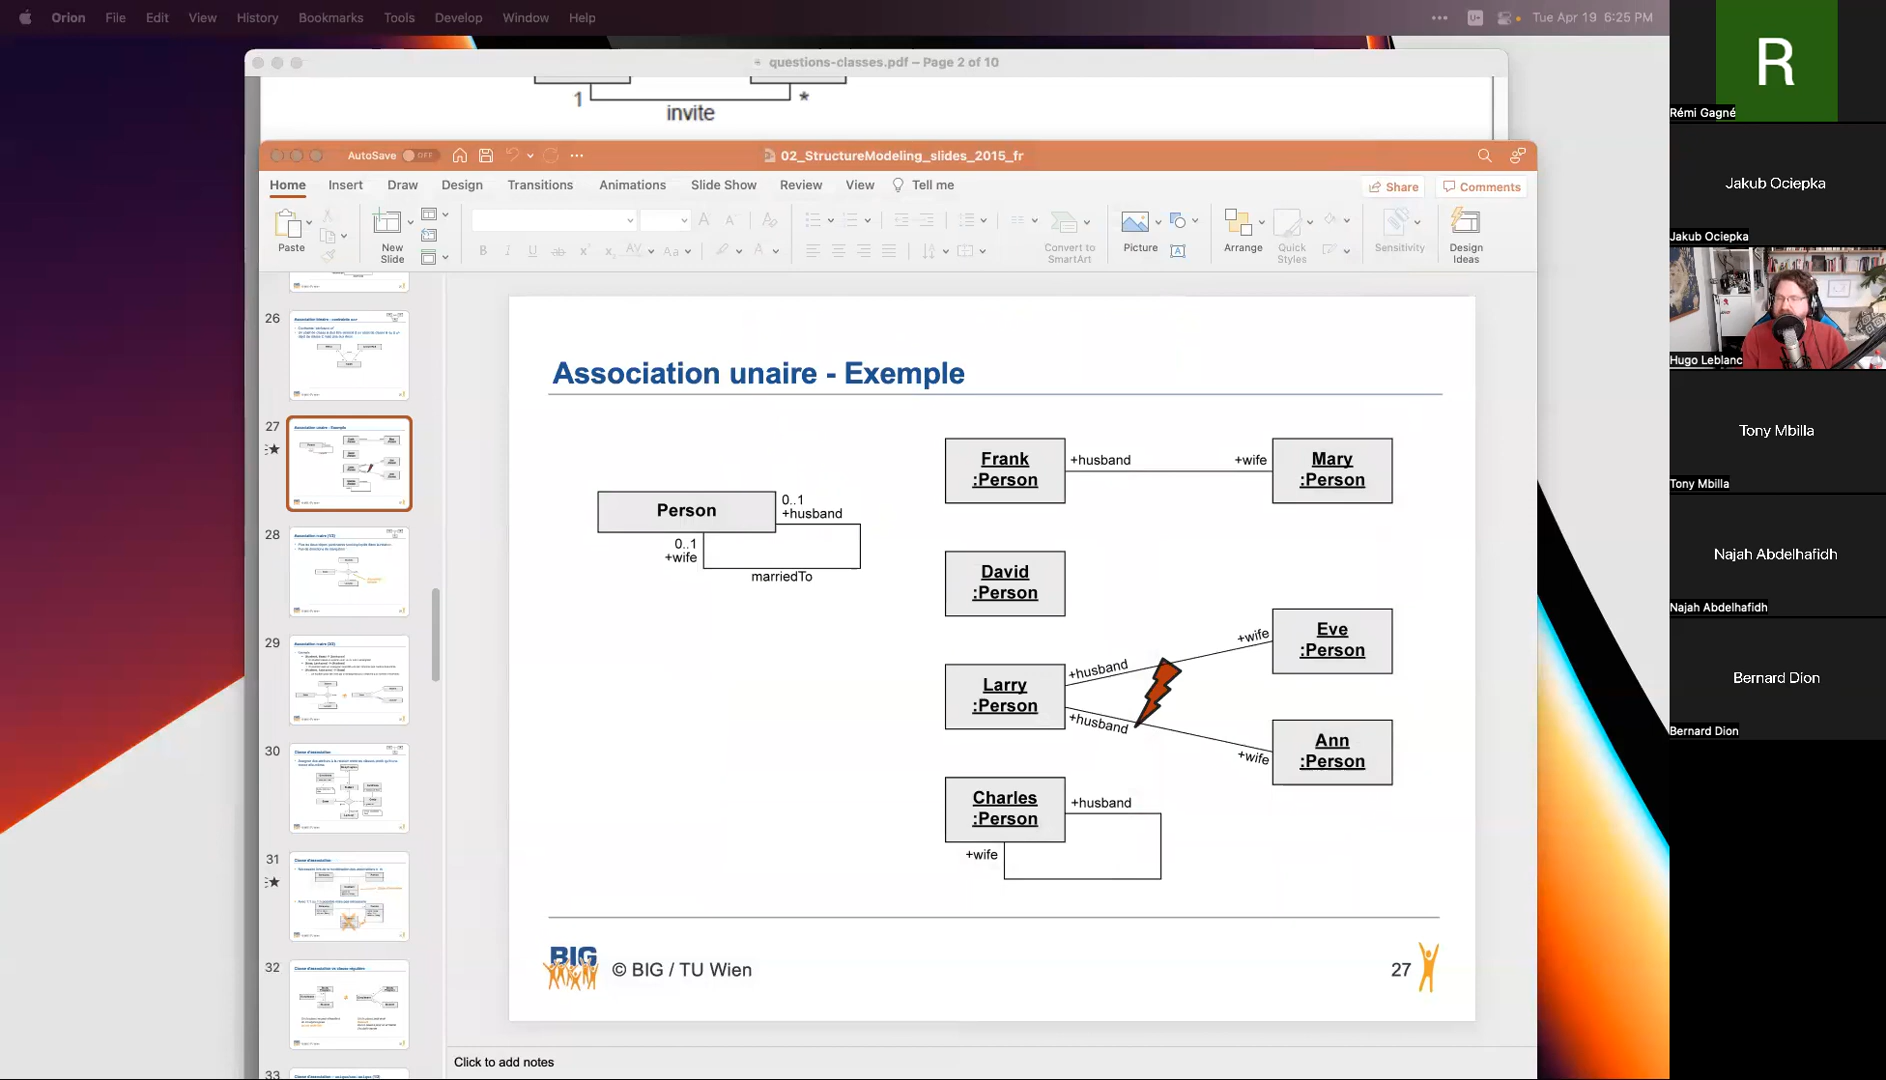 Orion File Edit View History Bookmarks Tools Develop Window Help
Tue Apr 19 6:25 PM
questions-classes.pdf – Page 2 of 10
1
*
invite
AutoSave OFF
02_StructureModeling_slides_2015_fr
Home Insert Draw Design Transitions Animations Slide Show Review View Tell me
Share
Comments
Paste
New
Slide
Convert to
SmartArt
Picture
Arrange
Quick
Styles
Sensitivity
Design
Ideas
26
27
28
29
30
31
32
33
Association unaire - Exemple
Person
0..1
+husband
0..1
+wife
marriedTo
Frank
:Person
+husband
+wife
Mary
:Person
David
:Person
Larry
:Person
+husband
+wife
Eve
:Person
+husband
+wife
Ann
:Person
Charles
:Person
+husband
+wife
BIG
© BIG / TU Wien
27
Click to add notes
R
Rémi Gagné
Jakub Ociepka
Jakub Ociepka
Hugo Leblanc
Tony Mbilla
Tony Mbilla
Najah Abdelhafidh
Najah Abdelhafidh
Bernard Dion
Bernard Dion